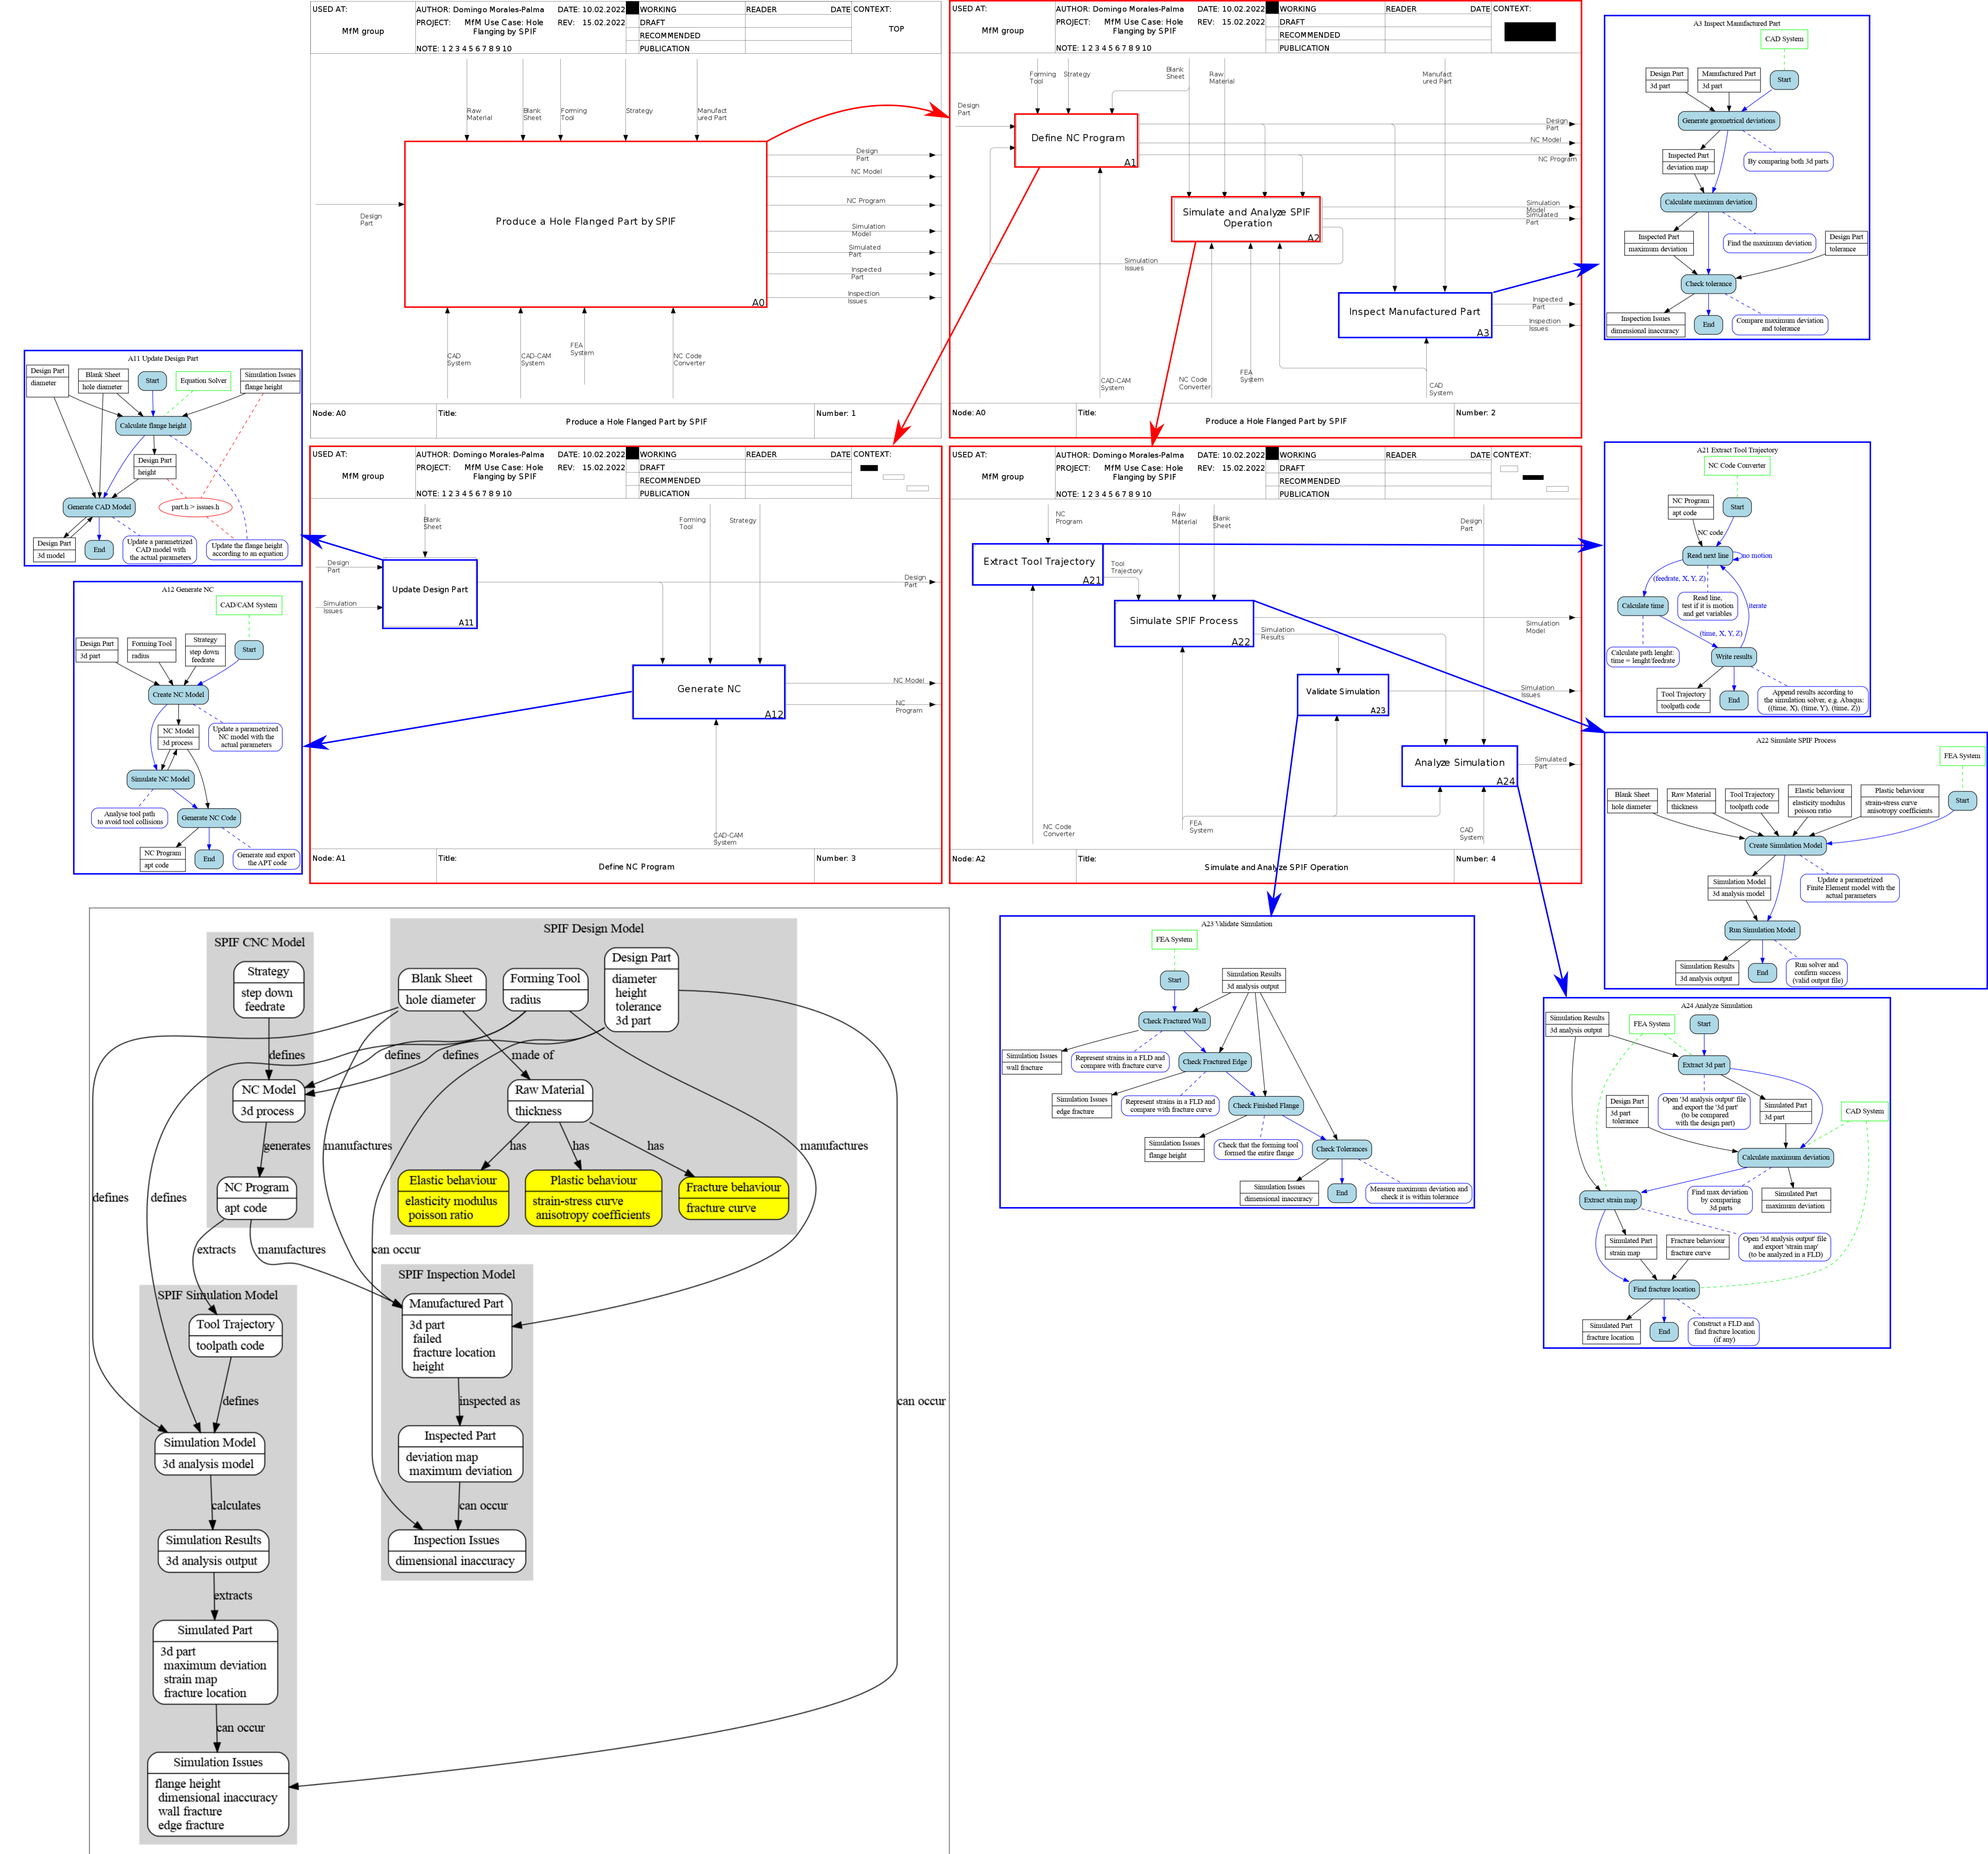 USED AT:
MfM group
AUTHOR: Domingo Morales-Palma
DATE: 10.02.2022
PROJECT: MfM Use Case: Hole
Flanging by SPIF
REV: 15.02.2022
NOTE: 1 2 3 4 5 6 7 8 9 10
WORKING
DRAFT
RECOMMENDED
PUBLICATION
READER
DATE
CONTEXT:
TOP
Raw
Material
Blank
Sheet
Forming
Tool
Strategy
Manufact
ured Part
Design
Part
Produce a Hole Flanged Part by SPIF
A0
Design
Part
NC Model
NC Program
Simulation
Model
Simulated
Part
Inspected
Part
Inspection
Issues
CAD
System
CAD-CAM
System
FEA
System
NC Code
Converter
Node: A0
Title:
Produce a Hole Flanged Part by SPIF
Number: 1
USED AT:
MfM group
AUTHOR: Domingo Morales-Palma
DATE: 10.02.2022
PROJECT: MfM Use Case: Hole
Flanging by SPIF
REV: 15.02.2022
NOTE: 1 2 3 4 5 6 7 8 9 10
WORKING
DRAFT
RECOMMENDED
PUBLICATION
READER
DATE
CONTEXT:
Forming
Tool
Strategy
Blank
Sheet
Raw
Material
Manufact
ured Part
Design
Part
Define NC Program
A1
Design
Part
NC Model
NC Program
Simulate and Analyze SPIF
Operation
A2
Simulation
Model
Simulated
Part
Simulation
Issues
Inspect Manufactured Part
A3
Inspected
Part
Inspection
Issues
CAD-CAM
System
NC Code
Converter
FEA
System
CAD
System
Node: A0
Title:
Produce a Hole Flanged Part by SPIF
Number: 2
A3 Inspect Manufactured Part
CAD System
Design Part
3d part
Manufactured Part
3d part
Start
Generate geometrical deviations
Inspected Part
deviation map
By comparing both 3d parts
Calculate maximum deviation
Inspected Part
maximum deviation
Find the maximum deviation
Design Part
tolerance
Check tolerance
Inspection Issues
dimensional inaccuracy
End
Compare maximum deviation
and tolerance
A11 Update Design Part
Design Part
diameter
Blank Sheet
hole diameter
Start
Equation Solver
Simulation Issues
flange height
Calculate flange height
Design Part
height
Generate CAD Model
part.h > issues.h
Design Part
3d model
End
Update a parametrized
CAD model with
the actual parameters
Update the flange height
according to an equation
A12 Generate NC
CAD/CAM System
Design Part
3d part
Forming Tool
radius
Strategy
step down
feedrate
Start
Create NC Model
NC Model
3d process
Update a parametrized
NC model with the
actual parameters
Simulate NC Model
Analyse tool path
to avoid tool collisions
Generate NC Code
NC Program
apt code
End
Generate and export
the APT code
USED AT:
MfM group
AUTHOR: Domingo Morales-Palma
DATE: 10.02.2022
PROJECT: MfM Use Case: Hole
Flanging by SPIF
REV: 15.02.2022
NOTE: 1 2 3 4 5 6 7 8 9 10
WORKING
DRAFT
RECOMMENDED
PUBLICATION
READER
DATE
CONTEXT:
Blank
Sheet
Forming
Tool
Strategy
Design
Part
Simulation
Issues
Update Design Part
A11
Design
Part
Generate NC
A12
NC Model
NC
Program
CAD-CAM
System
Node: A1
Title:
Define NC Program
Number: 3
USED AT:
MfM group
AUTHOR: Domingo Morales-Palma
DATE: 10.02.2022
PROJECT: MfM Use Case: Hole
Flanging by SPIF
REV: 15.02.2022
NOTE: 1 2 3 4 5 6 7 8 9 10
WORKING
DRAFT
RECOMMENDED
PUBLICATION
READER
DATE
CONTEXT:
NC
Program
Raw
Material
Blank
Sheet
Design
Part
Extract Tool Trajectory
A21
Tool
Trajectory
Simulate SPIF Process
A22
Simulation
Results
Simulation
Model
Validate Simulation
A23
Simulation
Issues
Analyze Simulation
A24
Simulated
Part
NC Code
Converter
FEA
System
CAD
System
Node: A2
Title:
Simulate and Analyze SPIF Operation
Number: 4
A21 Extract Tool Trajectory
NC Code Converter
NC Program
apt code
Start
NC code
Read next line
no motion
(feedrate, X, Y, Z)
Calculate time
Read line,
test if it is motion
and get variables
iterate
(time, X, Y, Z)
Calculate path lenght:
time = lenght/feedrate
Write results
Tool Trajectory
toolpath code
End
Append results according to
the simulation solver, e.g. Abaqus:
((time, X), (time, Y), (time, Z))
A22 Simulate SPIF Process
FEA System
Blank Sheet
hole diameter
Raw Material
thickness
Tool Trajectory
toolpath code
Elastic behaviour
elasticity modulus
poisson ratio
Plastic behaviour
strain-stress curve
anisotropy coefficients
Start
Create Simulation Model
Simulation Model
3d analysis model
Update a parametrized
Finite Element model with the
actual parameters
Run Simulation Model
Simulation Results
3d analysis output
End
Run solver and
confirm success
(valid output file)
A23 Validate Simulation
FEA System
Start
Simulation Results
3d analysis output
Check Fractured Wall
Simulation Issues
wall fracture
Represent strains in a FLD and
compare with fracture curve
Check Fractured Edge
Simulation Issues
edge fracture
Represent strains in a FLD and
compare with fracture curve
Check Finished Flange
Simulation Issues
flange height
Check that the forming tool
formed the entire flange
Check Tolerances
Simulation Issues
dimensional inaccuracy
End
Measure maximum deviation and
check it is within tolerance
A24 Analyze Simulation
Simulation Results
3d analysis output
FEA System
Start
Extract 3d part
Design Part
3d part
tolerance
Open '3d analysis output' file
and export the '3d part'
(to be compared
with the design part)
Simulated Part
3d part
CAD System
Calculate maximum deviation
Extract strain map
Find max deviation
by comparing
3d parts
Simulated Part
maximum deviation
Simulated Part
strain map
Fracture behaviour
fracture curve
Open '3d analysis output' file
and export 'strain map'
(to be analyzed in a FLD)
Find fracture location
Simulated Part
fracture location
End
Construct a FLD and
find fracture location
(if any)
SPIF CNC Model
Strategy
step down
feedrate
defines
NC Model
3d process
generates
NC Program
apt code
SPIF Design Model
Blank Sheet
hole diameter
Forming Tool
radius
Design Part
diameter
height
tolerance
3d part
defines
defines
made of
Raw Material
thickness
has
has
has
Elastic behaviour
elasticity modulus
poisson ratio
Plastic behaviour
strain-stress curve
anisotropy coefficients
Fracture behaviour
fracture curve
manufactures
manufactures
defines
defines
extracts
manufactures
can occur
SPIF Inspection Model
Manufactured Part
3d part
failed
fracture location
height
inspected as
Inspected Part
deviation map
maximum deviation
can occur
Inspection Issues
dimensional inaccuracy
can occur
SPIF Simulation Model
Tool Trajectory
toolpath code
defines
Simulation Model
3d analysis model
calculates
Simulation Results
3d analysis output
extracts
Simulated Part
3d part
maximum deviation
strain map
fracture location
can occur
Simulation Issues
flange height
dimensional inaccuracy
wall fracture
edge fracture